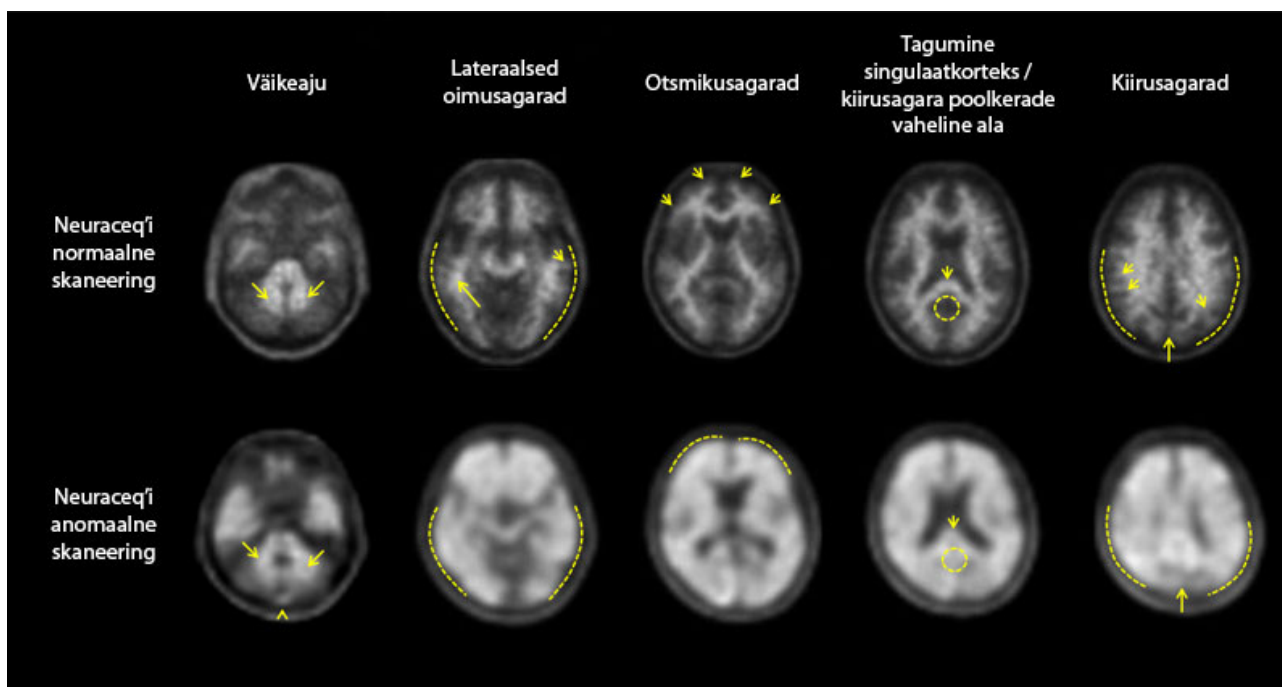 Väikeaju
Lateraalsed
oimusagarad
Otsmikusagarad
Tagumine
singulaatkorteks /
kiirusagara poolkerade
vaheline ala
Kiirusagarad
Neuraceq’i
normaalne
skaneering
Neuraceq’i
anomaalne
skaneering